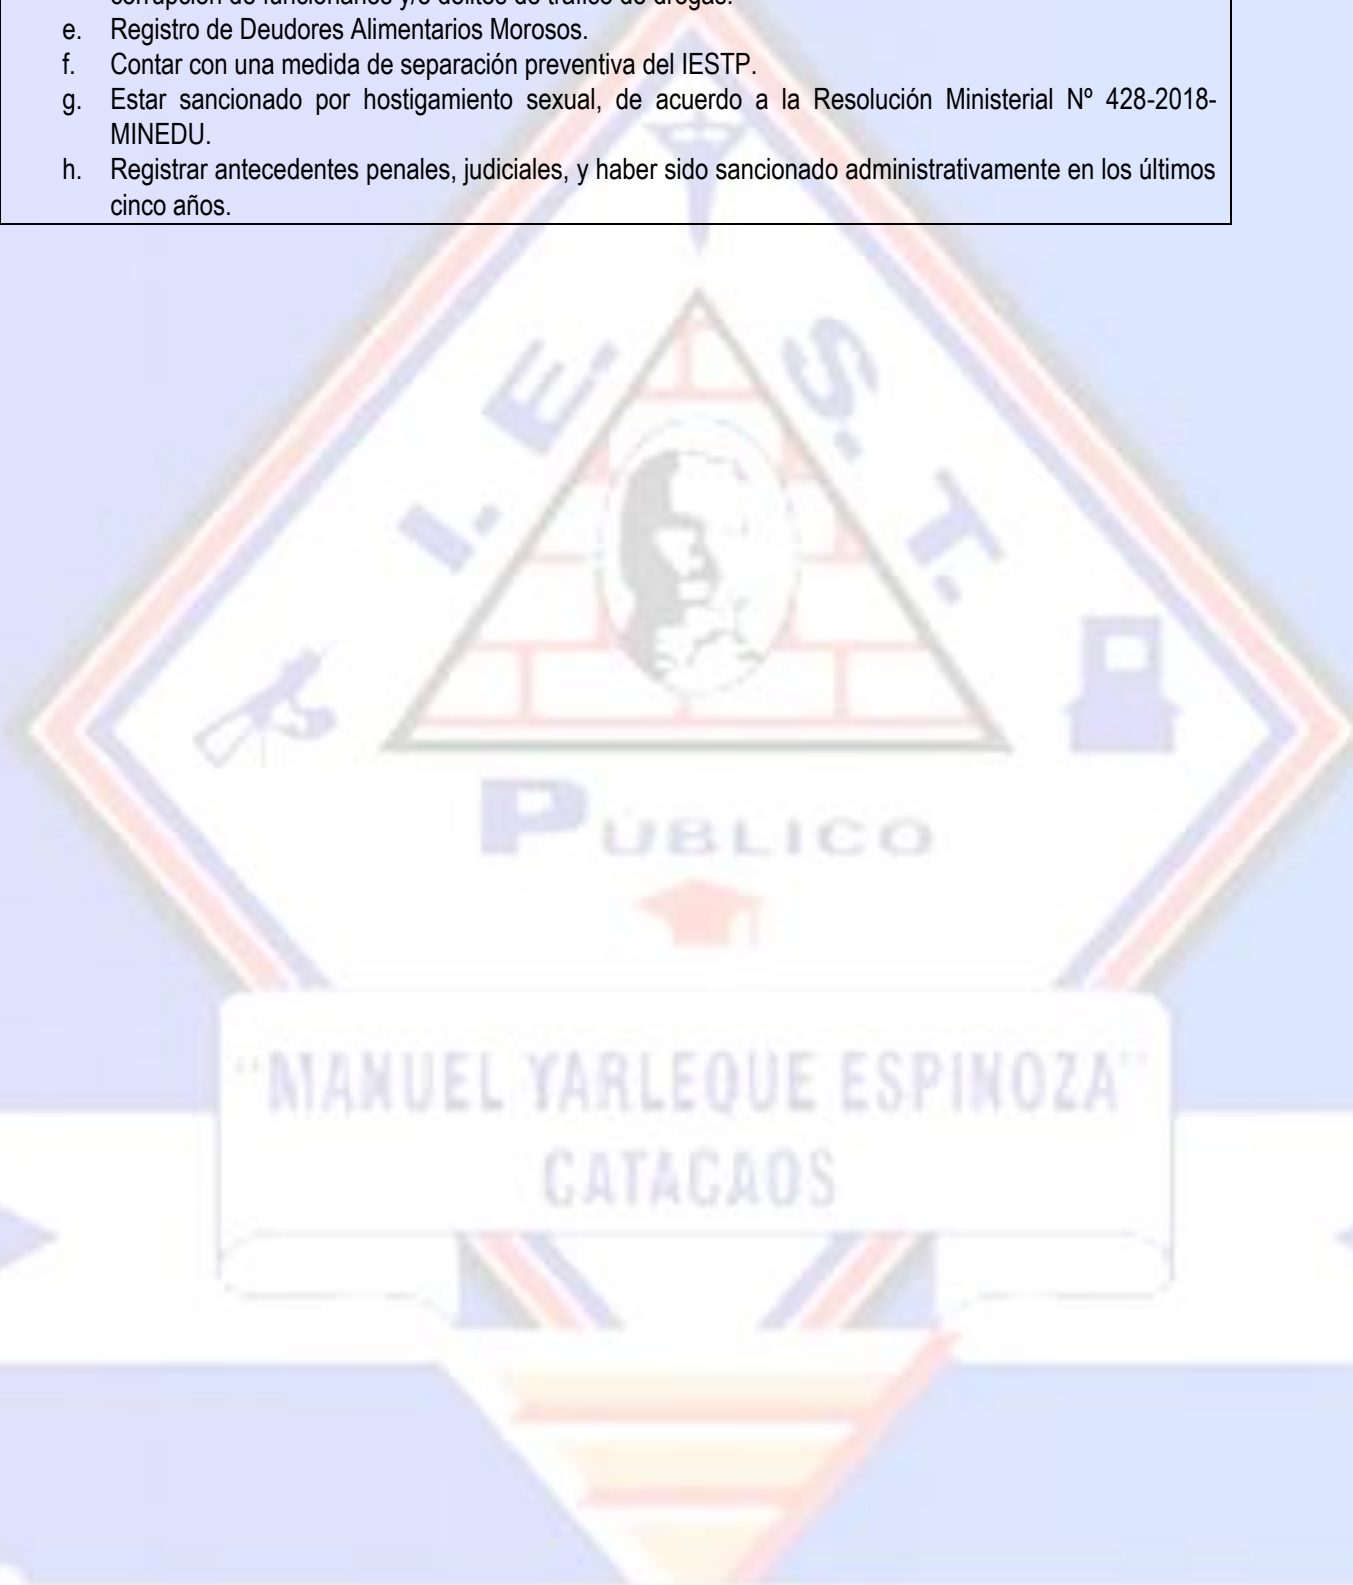 corrupción de funcionarios y/o delitos de tráfico de drogas.
e. Registro de Deudores Alimentarios Morosos.
f. Contar con una medida de separación preventiva del IESTP.
g. Estar sancionado por hostigamiento sexual, de acuerdo a la Resolución Ministerial Nº 428-2018-
MINEDU.
h. Registrar antecedentes penales, judiciales, y haber sido sancionado administrativamente en los últimos
cinco años.
I. E. S. T.
PÚBLICO
"MANUEL YARLEQUE ESPINOZA"
CATACAOS